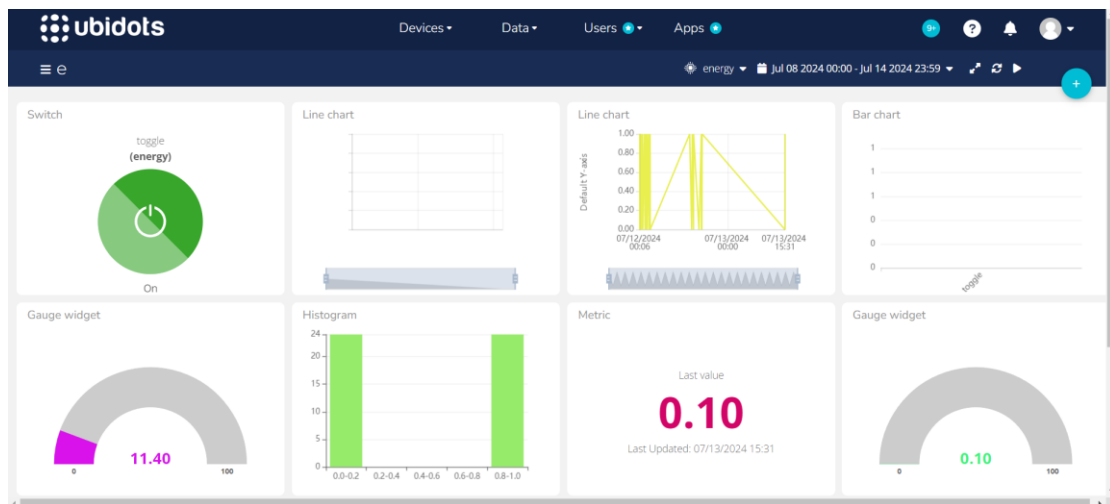 ubidots
Devices
Data
Users
Apps
9+
?
e
energy
Jul 08 2024 00:00 - Jul 14 2024 23:59
+
Switch
toggle
(energy)
On
Line chart
Line chart
Default Y-axis
1.00
0.80
0.60
0.40
0.20
0.00
07/12/2024 00:06
07/13/2024 00:00
07/13/2024 15:31
Bar chart
1
1
1
0
0
0
toggle
Gauge widget
11.40
0
100
Histogram
24
20
15
10
5
0
0.0-0.2 0.2-0.4 0.4-0.6 0.6-0.8 0.8-1.0
Metric
Last value
0.10
Last Updated: 07/13/2024 15:31
Gauge widget
0.10
0
100